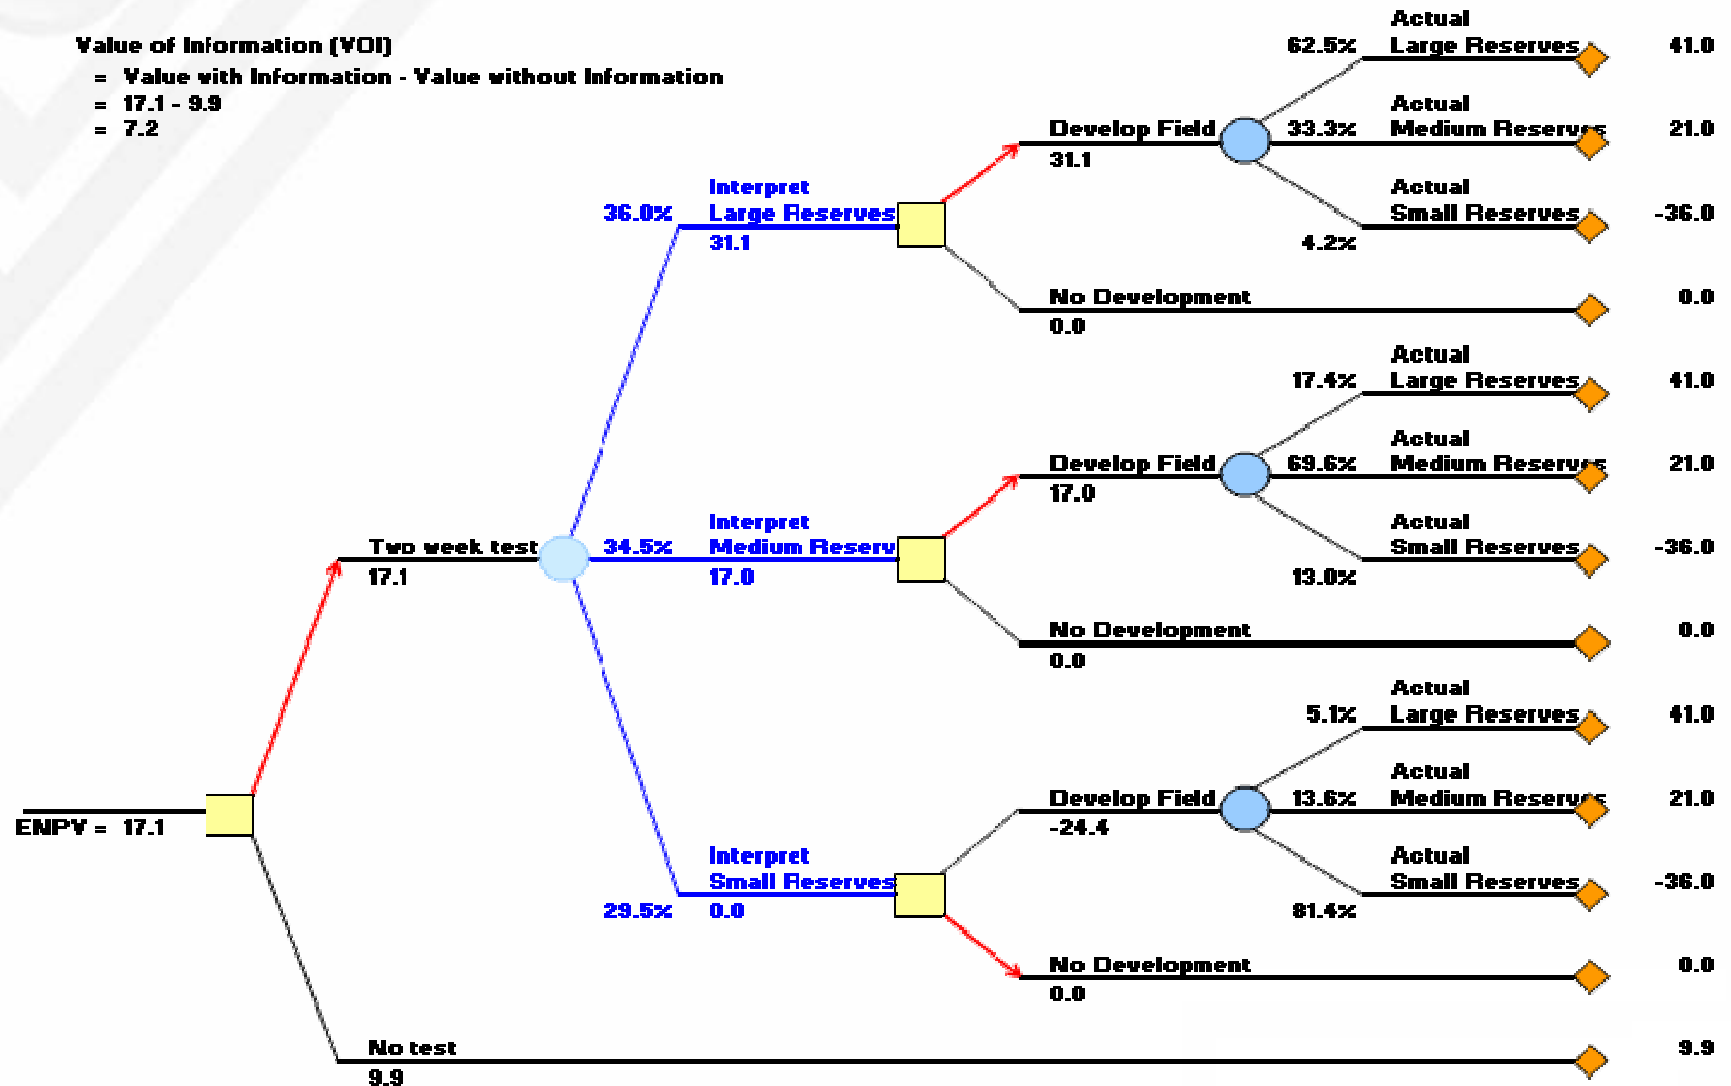 Value of Information (VOI)
= Value with Information - Value without Information
= 17.1 - 9.9
= 7.2
Actual
62.5% Large Reserves 41.0
Actual
Develop Field 33.3% Medium Reserves 21.0
31.1
Interpret Actual
36.0% Large Reserves Small Reserves -36.0
31.1 4.2%
No Development 0.0
0.0
Actual
17.4% Large Reserves 41.0
Actual
Develop Field 69.6% Medium Reserves 21.0
17.0
Interpret Actual
Two week test 34.5% Medium Reserv Small Reserves -36.0
17.1 17.0 13.0%
No Development 0.0
0.0
Actual
5.1% Large Reserves 41.0
Actual
Develop Field 13.6% Medium Reserves 21.0
ENPV = 17.1 -24.4
Interpret Actual
Small Reserves Small Reserves -36.0
29.5% 0.0 81.4%
No Development 0.0
0.0
No test 9.9
9.9